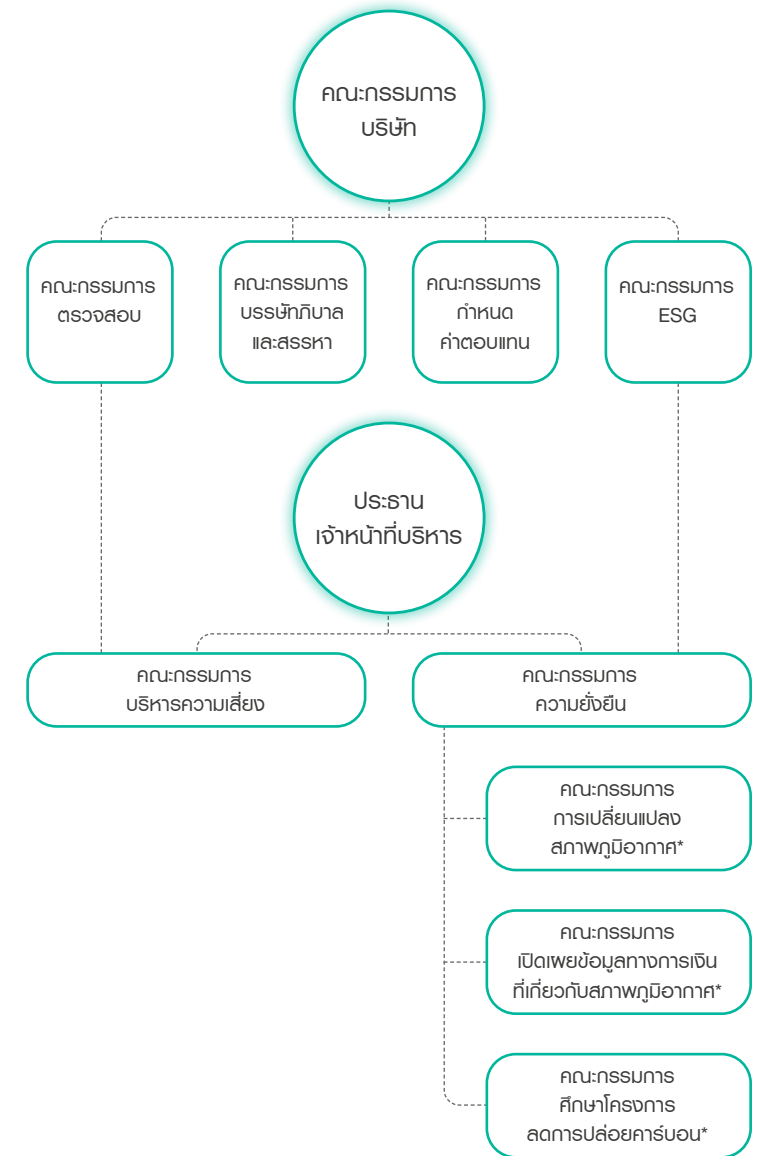 คณะกรรมการ
บริษัท
คณะกรรมการ
ตรวจสอบ
คณะกรรมการ
บรรษัทภิบาล
และสรรหา
คณะกรรมการ
กำหนด
ค่าตอบแทน
คณะกรรมการ
ESG
ประธาน
เจ้าหน้าที่บริหาร
คณะกรรมการ
บริหารความเสี่ยง
คณะกรรมการ
ความยั่งยืน
คณะกรรมการ
การเปลี่ยนแปลง
สภาพภูมิอากาศ*
คณะกรรมการ
เปิดเผยข้อมูลทางการเงิน
ที่เกี่ยวกับสภาพภูมิอากาศ*
คณะกรรมการ
ศึกษาโครงการ
ลดการปล่อยคาร์บอน*